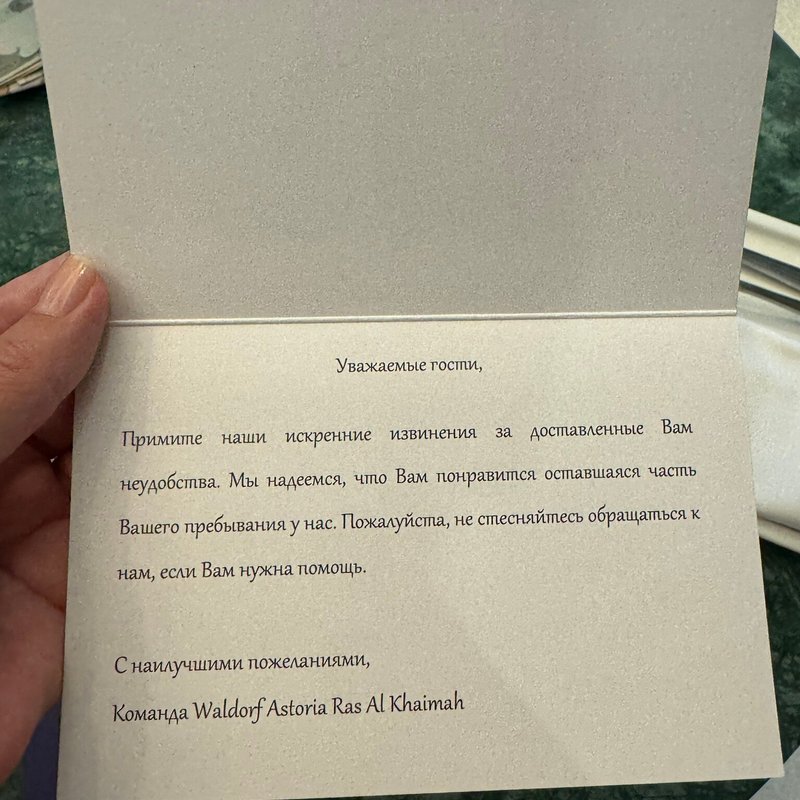 Уважаемые гости,
Примите наши искренние извинения за доставленные Вам
неудобства. Мы надеемся, что Вам понравится оставшаяся часть
Вашего пребывания у нас. Пожалуйста, не стесняйтесь обращаться к
нам, если Вам нужна помощь.
С наилучшими пожеланиями,
Команда Waldorf Astoria Ras Al Khaimah